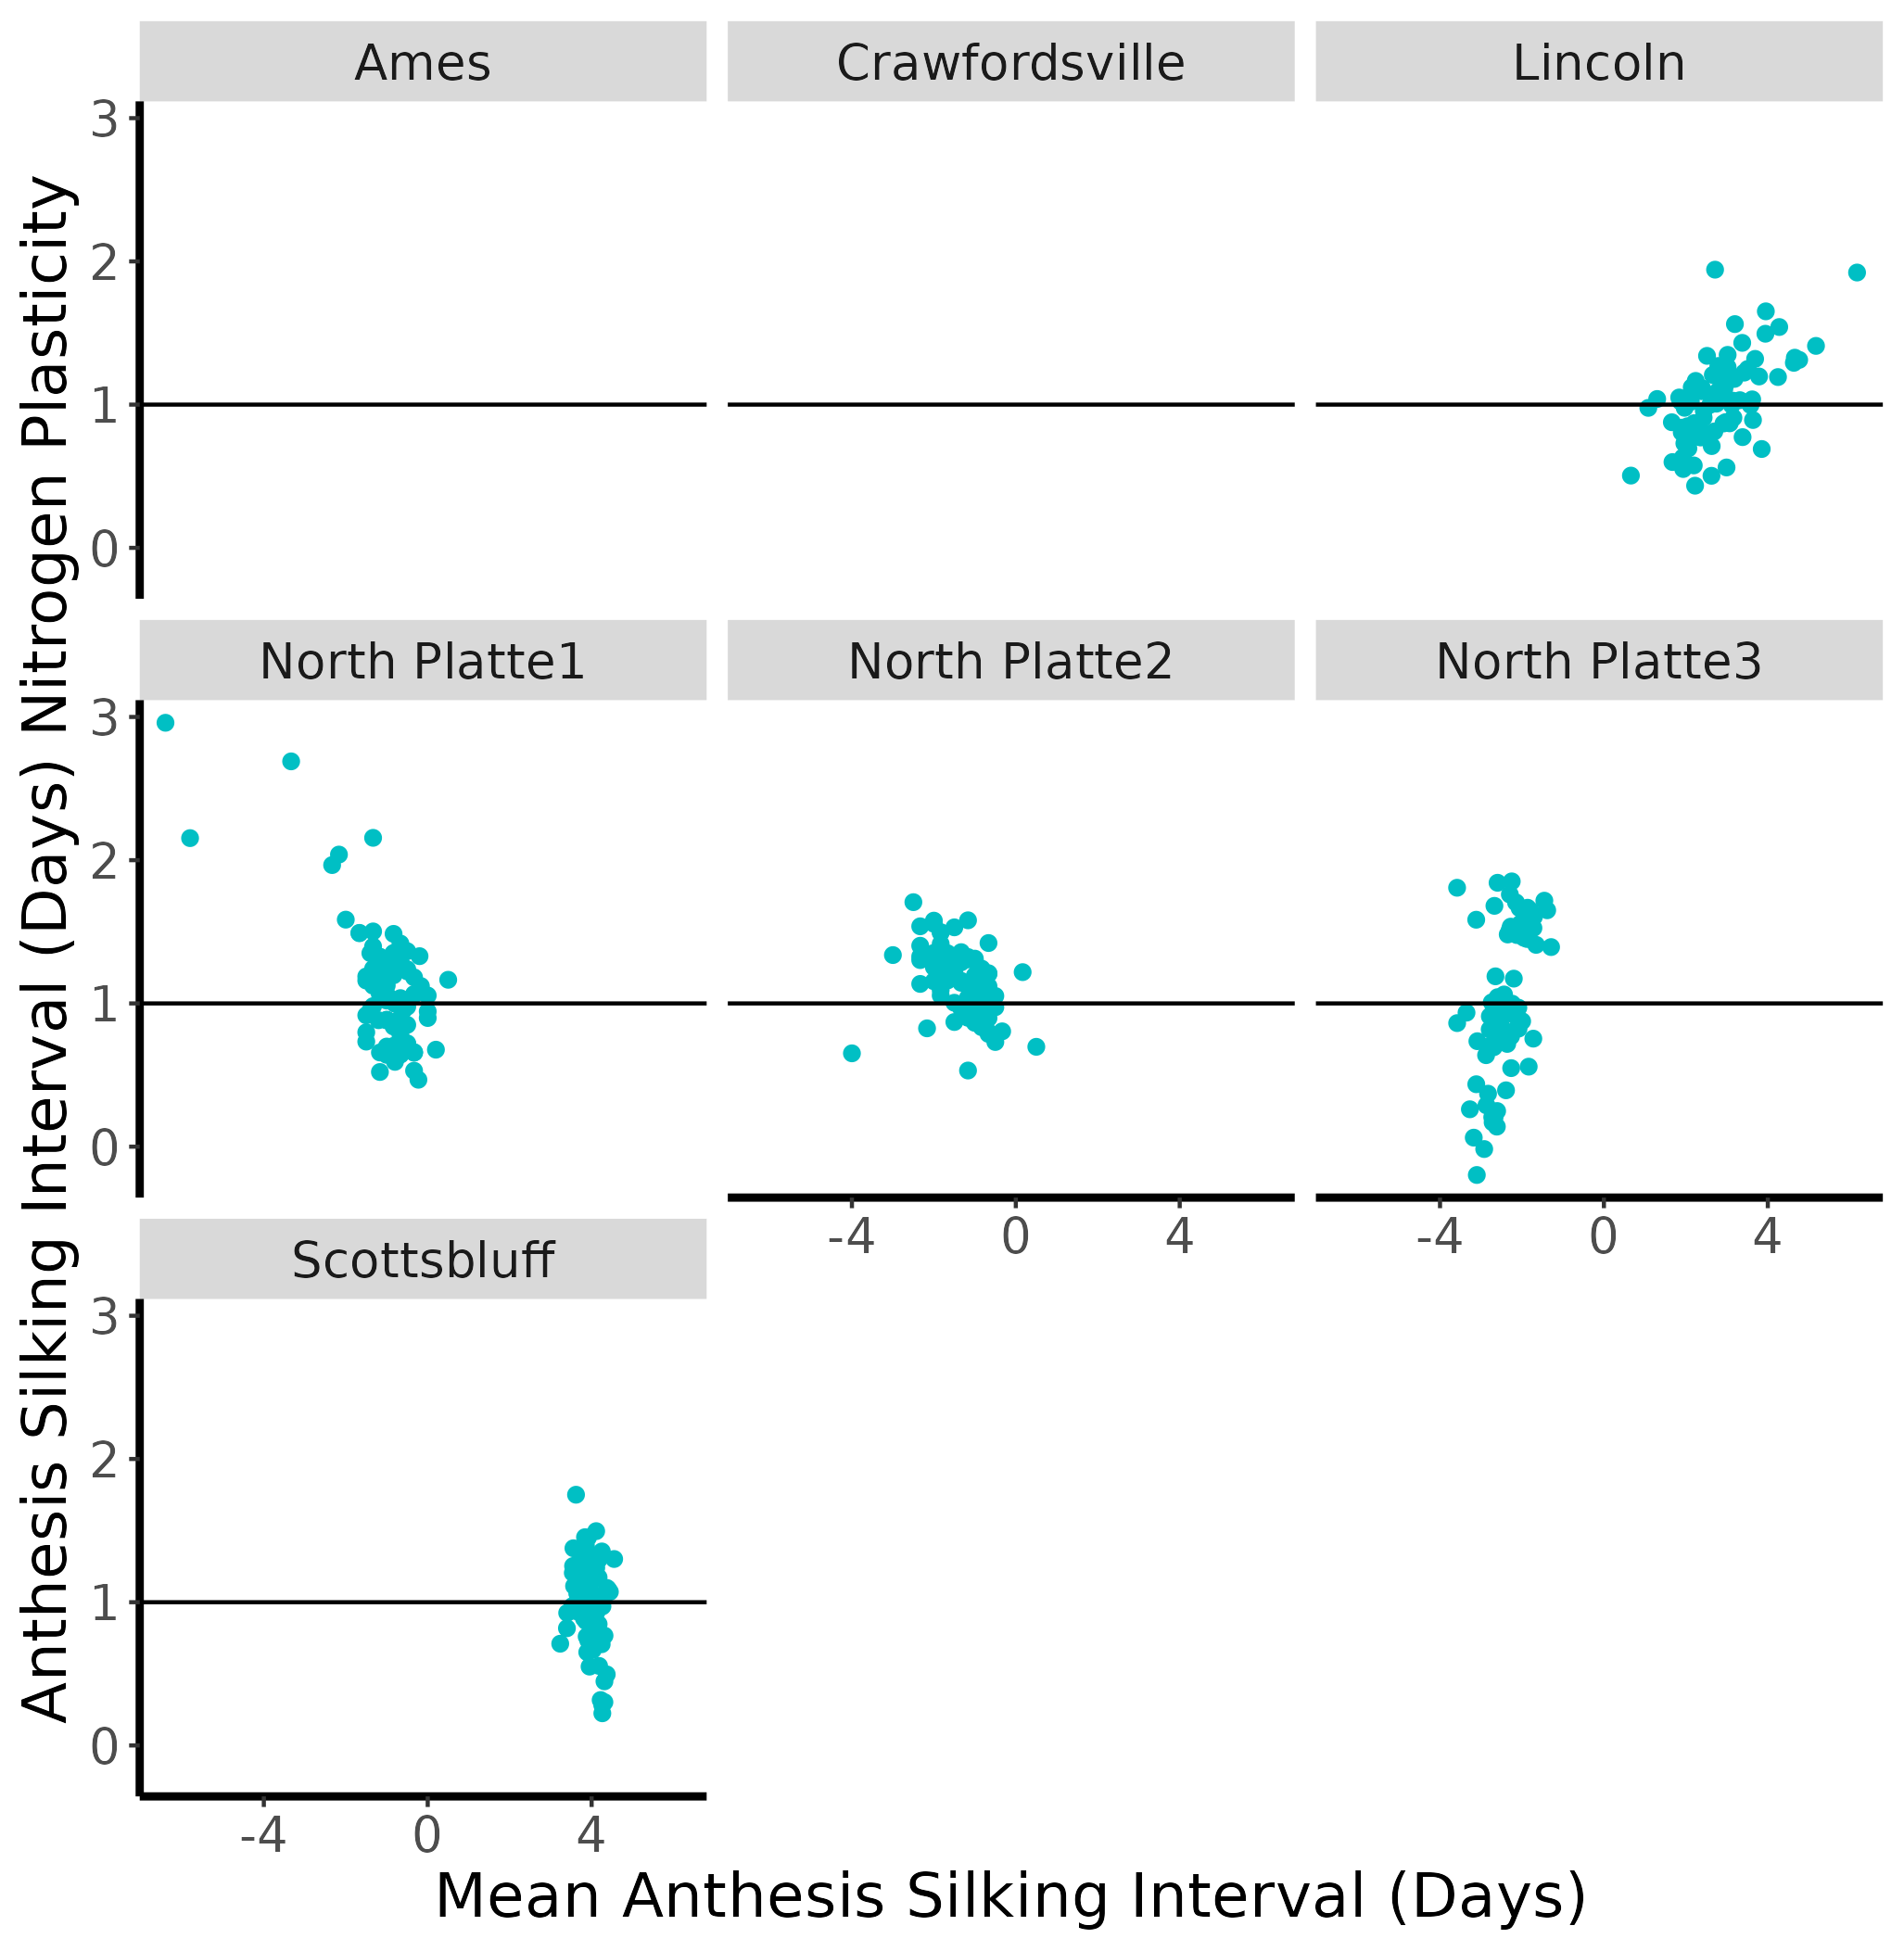 Ames
Crawfordsville
Lincoln
3
2
1
0
North Platte1
North Platte2
North Platte3
3
2
1
0
-4 0 4
-4 0 4
Scottsbluff
3
2
1
0
-4 0 4
Mean Anthesis Silking Interval (Days)
Anthesis Silking Interval (Days) Nitrogen Plasticity